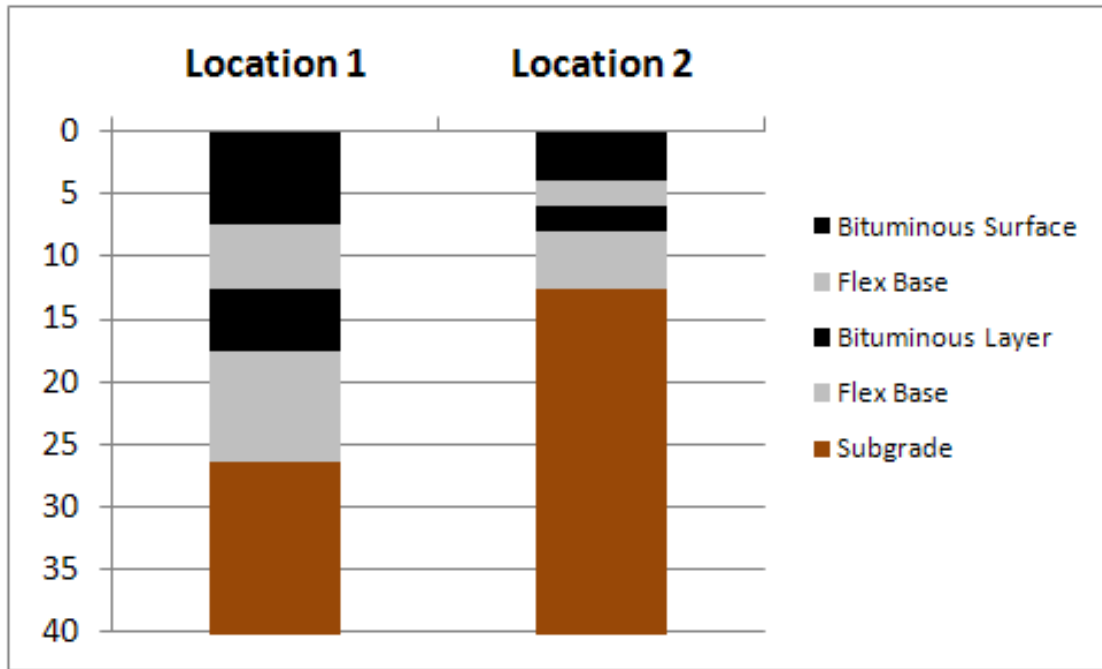 Location 1
Location 2
0
5
10
15
20
25
30
35
40
Bituminous Surface
Flex Base
Bituminous Layer
Flex Base
Subgrade